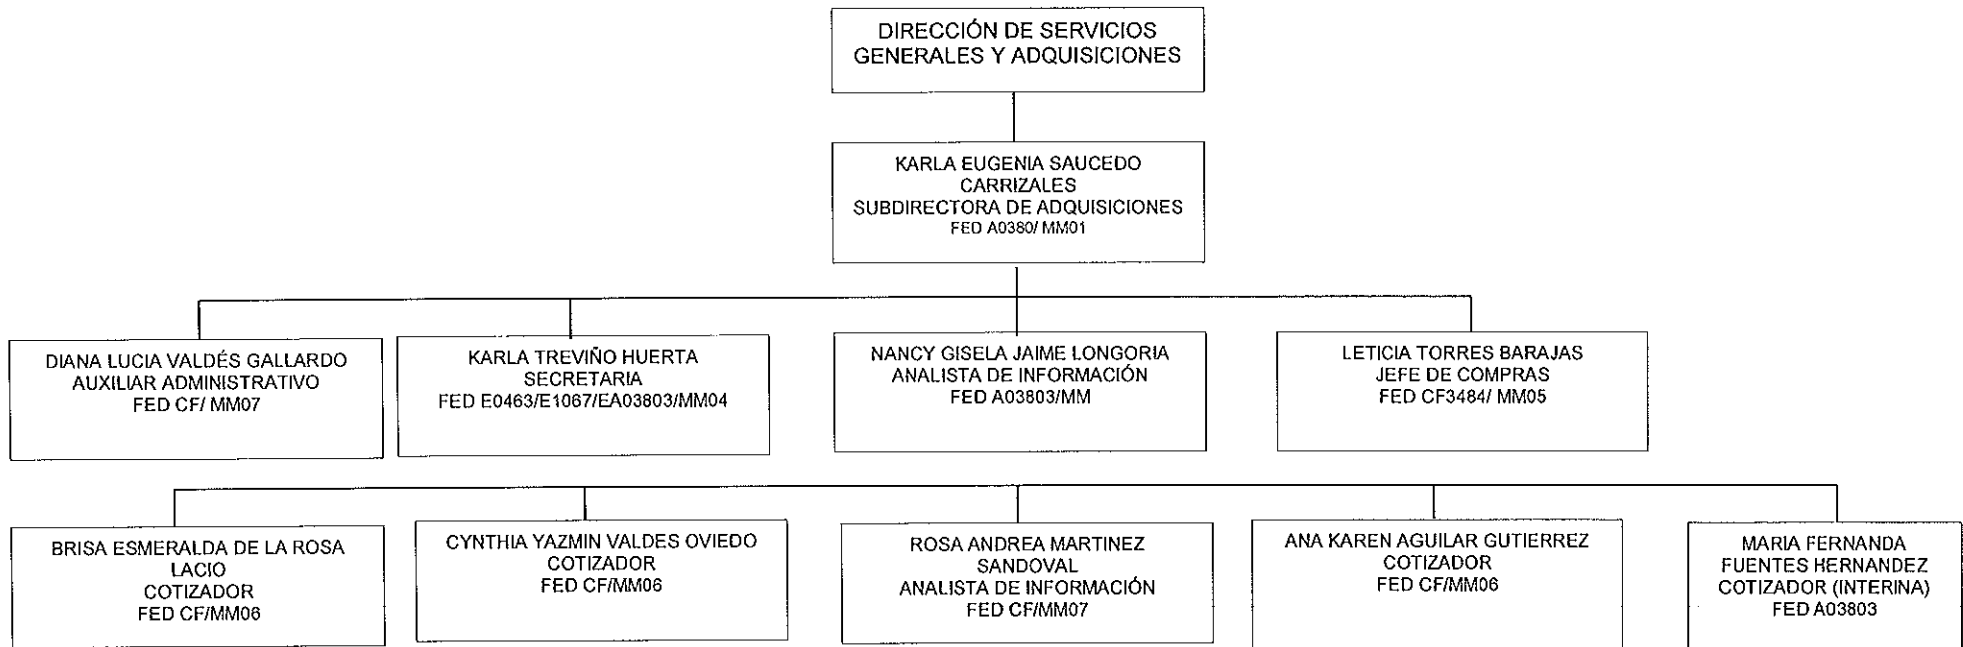 DIRECCIÓN DE SERVICIOS
GENERALES Y ADQUISICIONES
KARLA EUGENIA SAUCEDO
CARRIZALES
SUBDIRECTORA DE ADQUISICIONES
FED A0380/ MM01
DIANA LUCIA VALDÉS GALLARDO
AUXILIAR ADMINISTRATIVO
FED CF/ MM07
KARLA TREVIÑO HUERTA
SECRETARIA
FED E0463/E1067/EA03803/MM04
NANCY GISELA JAIME LONGORIA
ANALISTA DE INFORMACIÓN
FED A03803/MM
LETICIA TORRES BARAJAS
JEFE DE COMPRAS
FED CF3484/ MM05
BRISA ESMERALDA DE LA ROSA
LACIO
COTIZADOR
FED CF/MM06
CYNTHIA YAZMIN VALDES OVIEDO
COTIZADOR
FED CF/MM06
ROSA ANDREA MARTINEZ
SANDOVAL
ANALISTA DE INFORMACIÓN
FED CF/MM07
ANA KAREN AGUILAR GUTIERREZ
COTIZADOR
FED CF/MM06
MARIA FERNANDA
FUENTES HERNANDEZ
COTIZADOR (INTERINA)
FED A03803